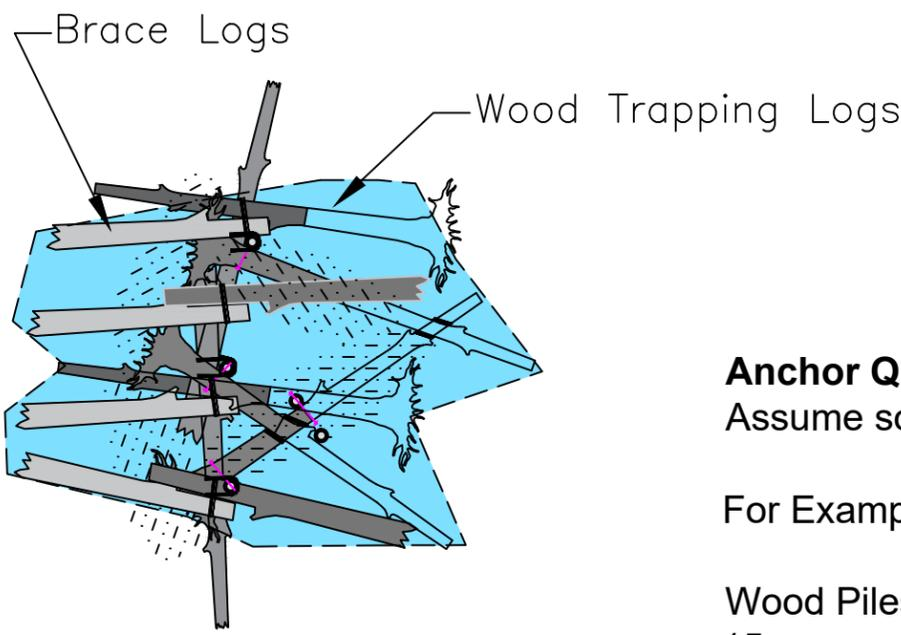 Brace Logs
Wood Trapping Logs
Anchor Q
Assume so
For Examp
Wood Piles